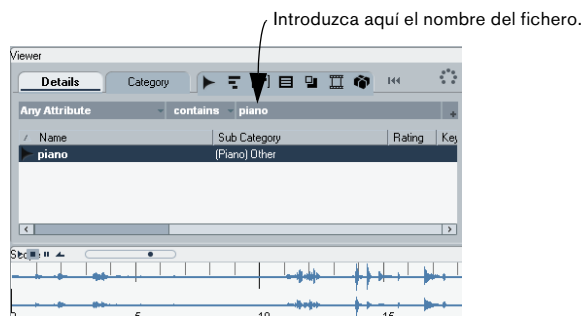 Introduzca aquí el nombre del fichero.
Viewer
Details Category
Any Attribute contains piano +
/ Name Sub Category Rating Key
piano (Piano) Other
5 10 15